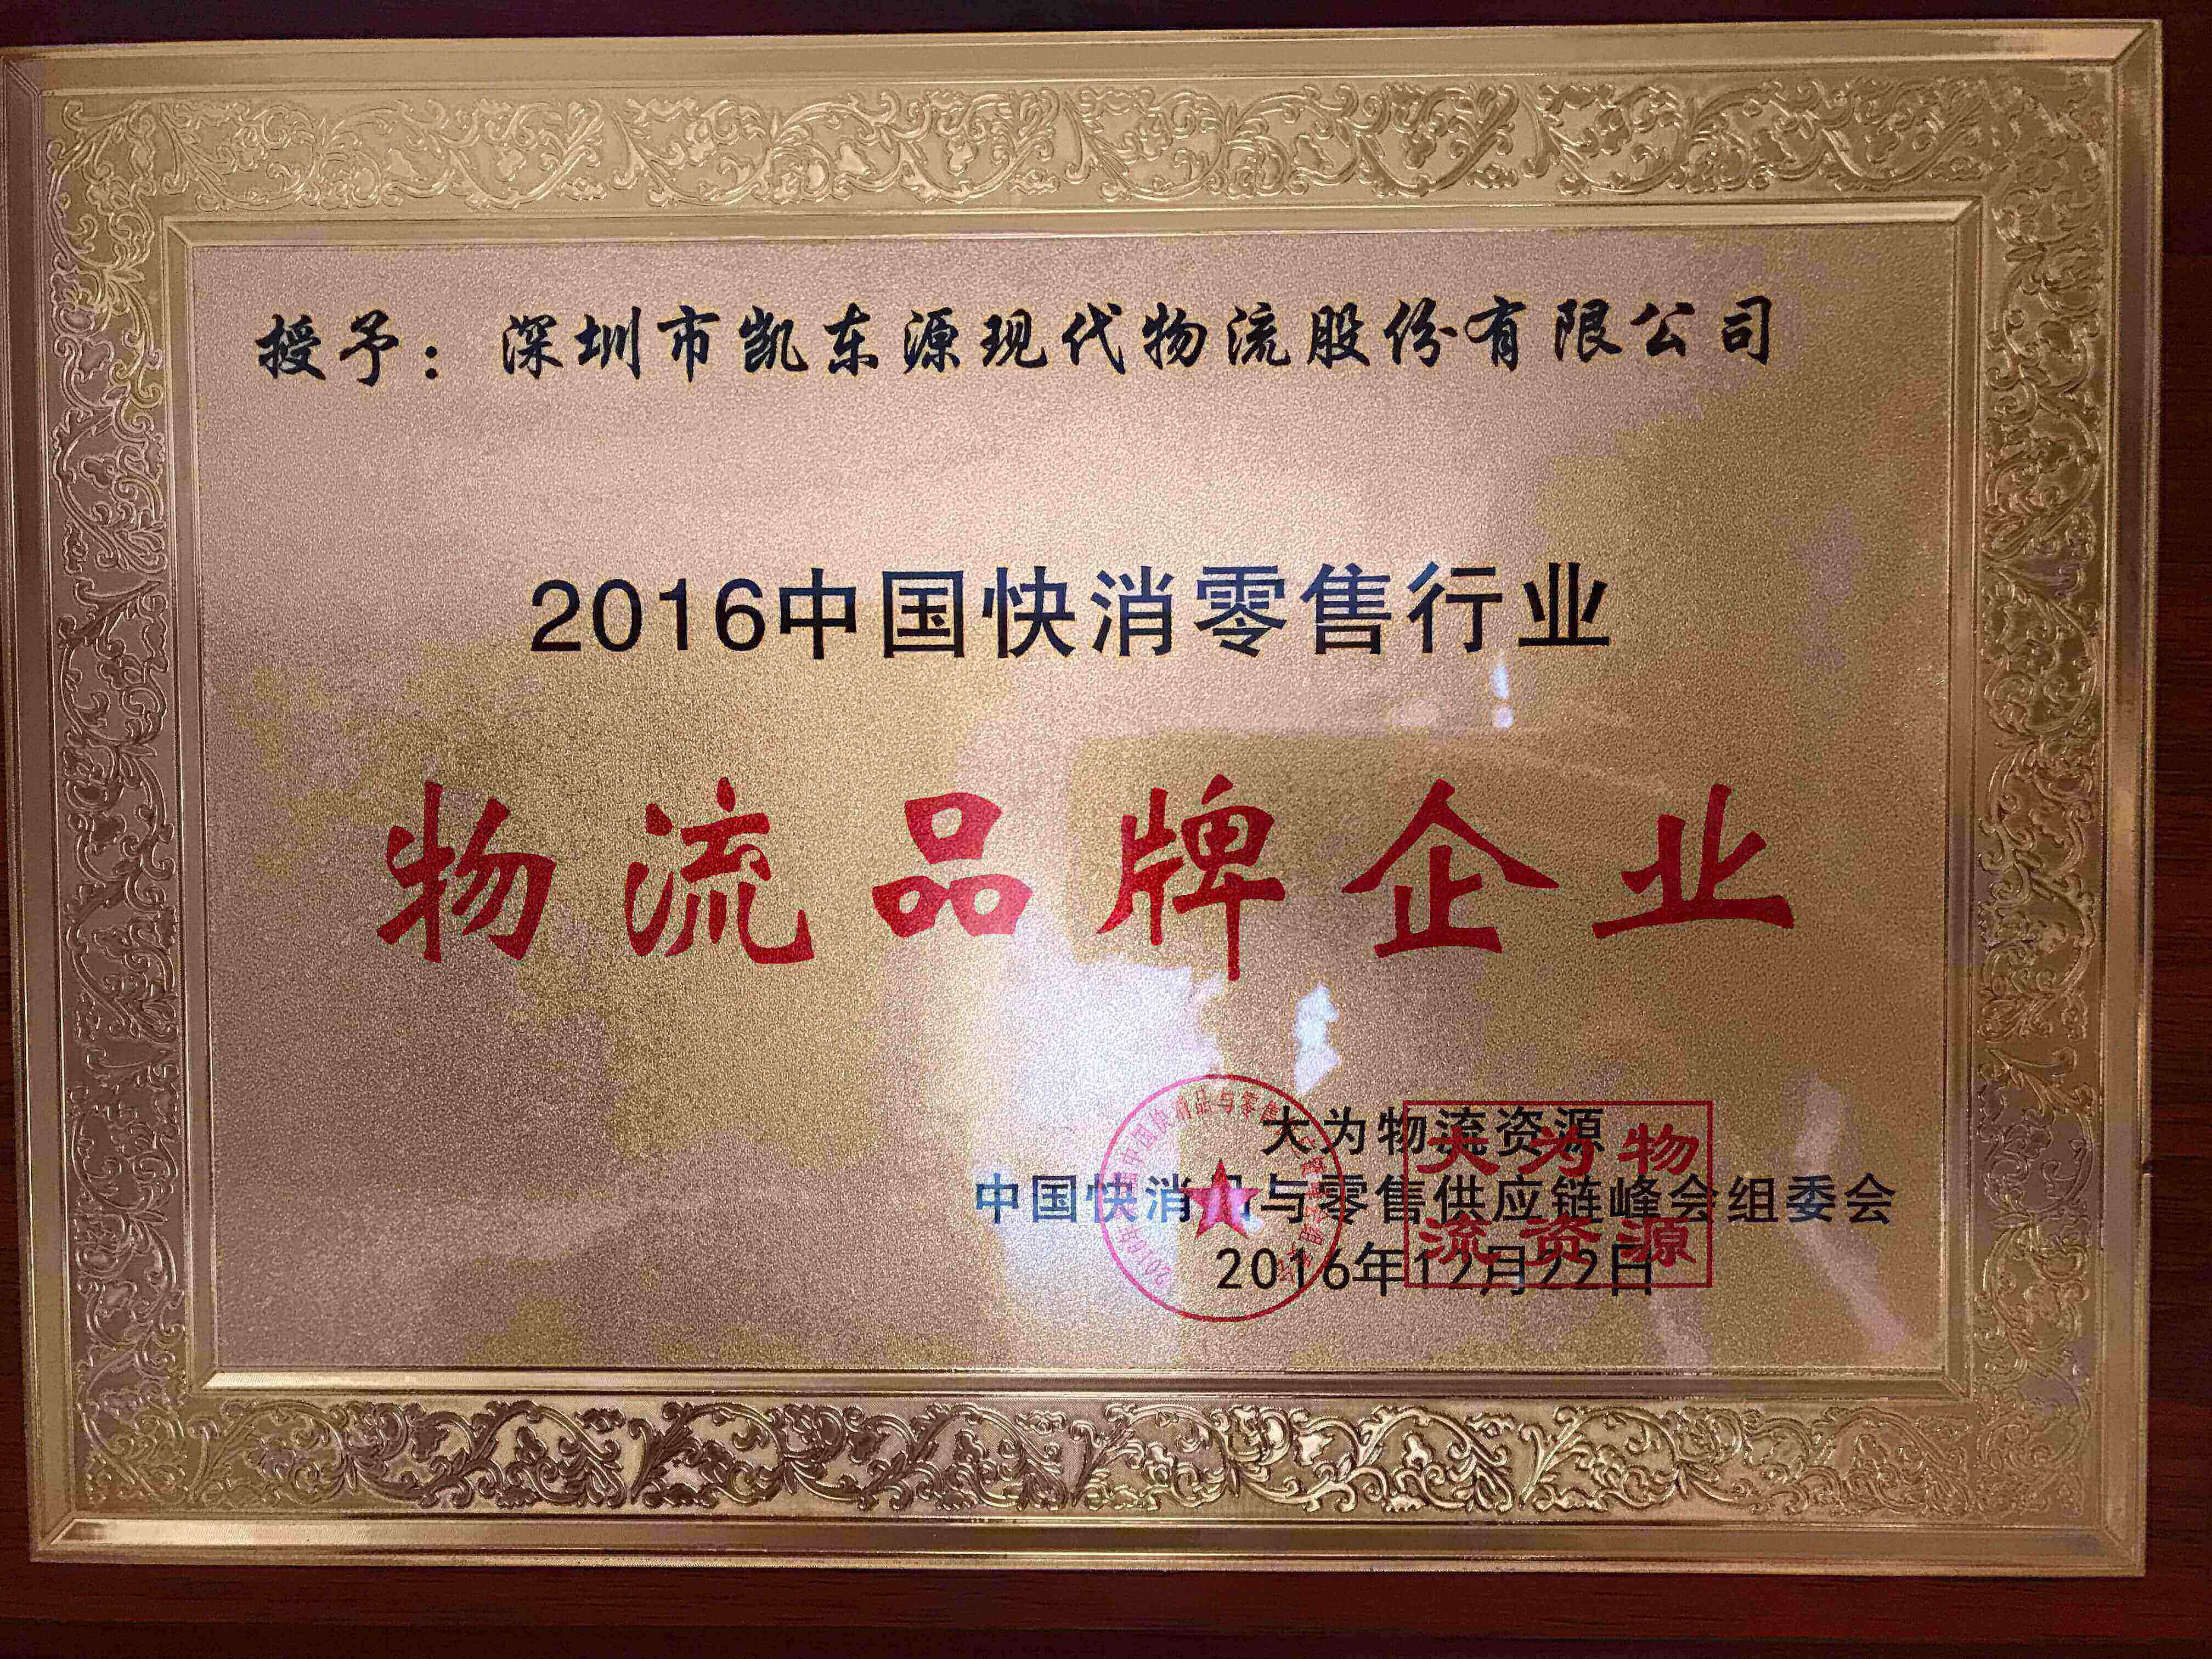 授予：深圳市凯东源现代物流股份有限公司
2016中国快消零售行业
物流品牌企业
大为物流资源
中国快消品与零售供应链峰会组委会
2016年12月22日
大为物
流资源